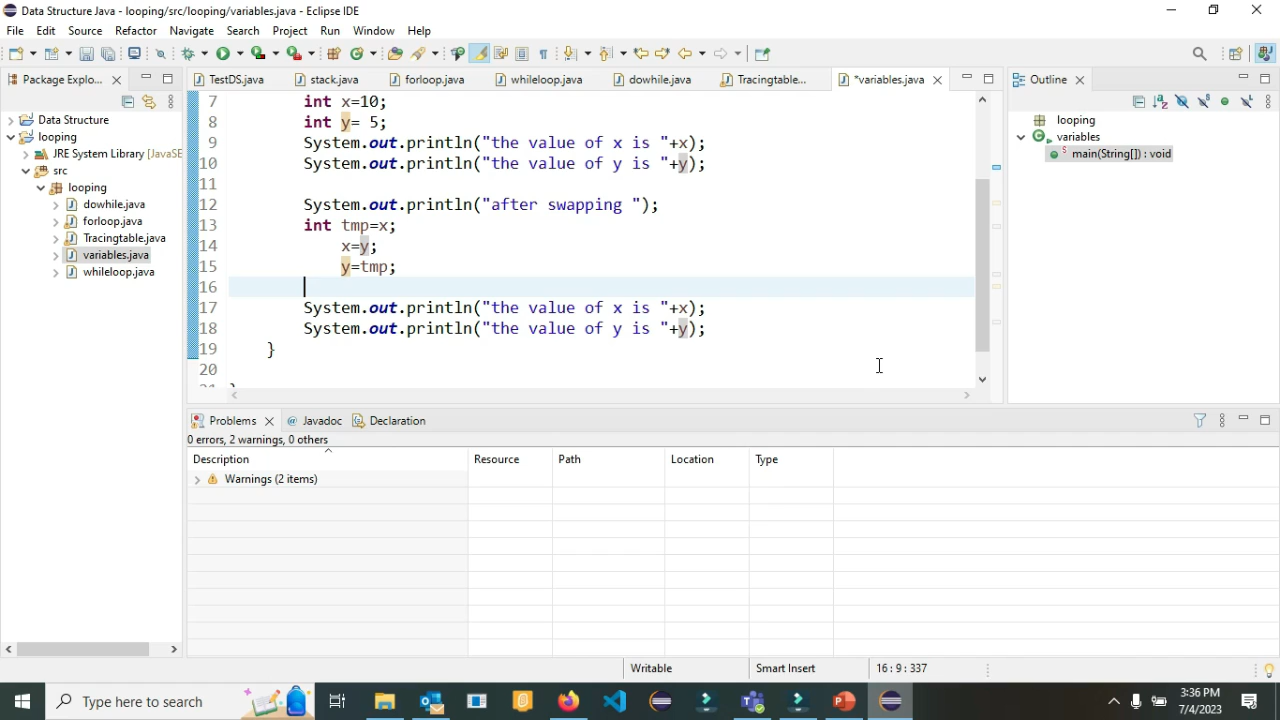 Data Structure Java - looping/src/looping/variables.java - Eclipse IDE
File Edit Source Refactor Navigate Search Project Run Window Help
Package Explo...
TestDS.java stack.java forloop.java whileloop.java dowhile.java Tracingtable... *variables.java
Outline
Data Structure
looping
JRE System Library [JavaSE
src
looping
dowhile.java
forloop.java
Tracingtable.java
variables.java
whileloop.java
7 int x=10;
8 int y= 5;
9 System.out.println("the value of x is "+x);
10 System.out.println("the value of y is "+y);
11
12 System.out.println("after swapping ");
13 int tmp=x;
14 x=y;
15 y=tmp;
16
17 System.out.println("the value of x is "+x);
18 System.out.println("the value of y is "+y);
19 }
20
21 }
looping
variables
main(String[]) : void
Problems Javadoc Declaration
0 errors, 2 warnings, 0 others
Description Resource Path Location Type
Warnings (2 items)
Writable Smart Insert 16 : 9 : 337
Type here to search
3:36 PM
7/4/2023